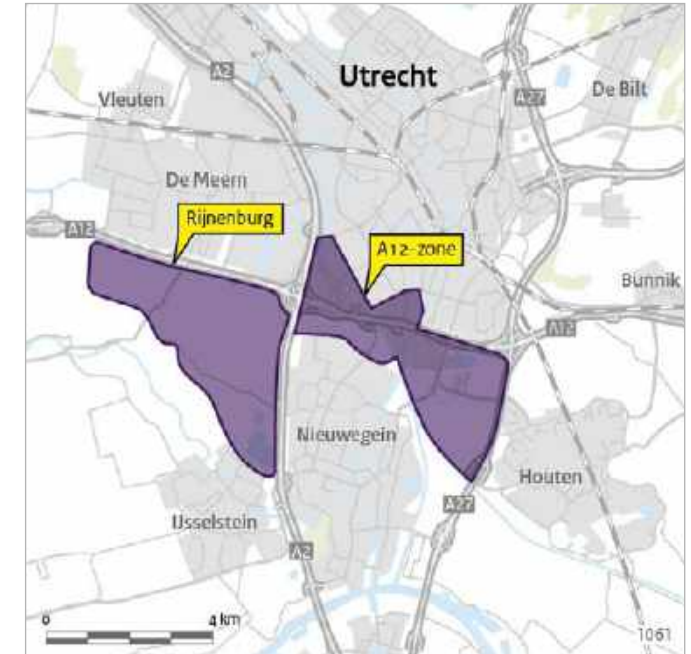 A2
Utrecht
Vleuten
A27
De Bilt
De Meern
Rijnenburg
A12
A12-zone
Bunnik
A12
Nieuwegein
Houten
A27
IJsselstein
A2
0 4 km
1061